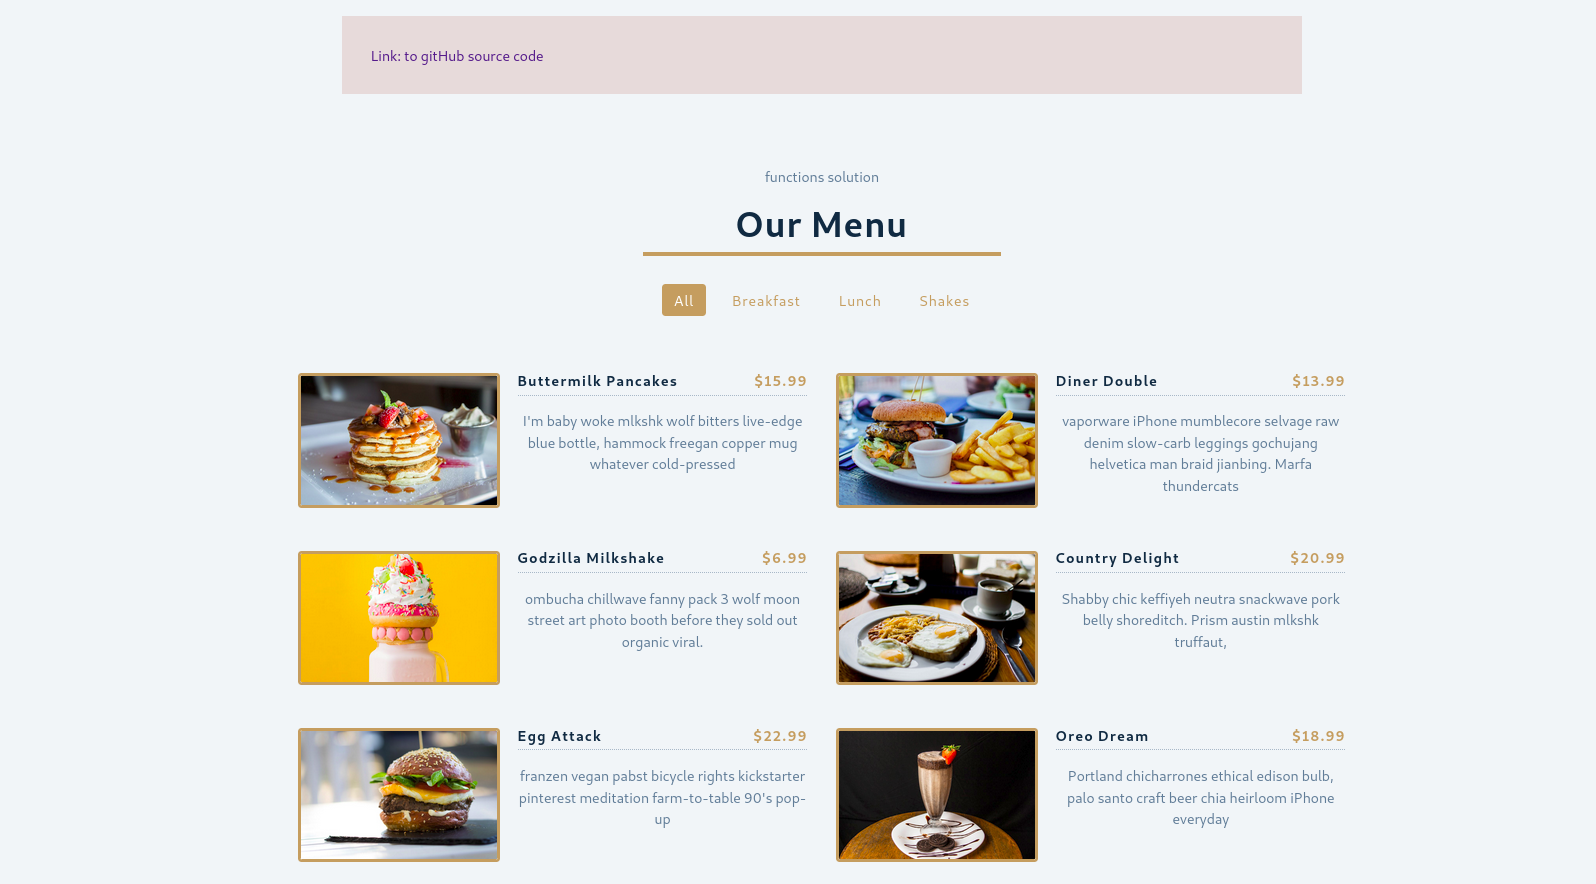 Link: to gitHub source code
functions solution
Our Menu
All Breakfast Lunch Shakes
Buttermilk Pancakes $15.99
I'm baby woke mlkshk wolf bitters live-edge
blue bottle, hammock freegan copper mug
whatever cold-pressed
Diner Double $13.99
vaporware iPhone mumblecore selvage raw
denim slow-carb leggings gochujang
helvetica man braid jianbing. Marfa
thundercats
Godzilla Milkshake $6.99
ombucha chillwave fanny pack 3 wolf moon
street art photo booth before they sold out
organic viral.
Country Delight $20.99
Shabby chic keffiyeh neutra snackwave pork
belly shoreditch. Prism austin mlkshk
truffaut,
Egg Attack $22.99
franzen vegan pabst bicycle rights kickstarter
pinterest meditation farm-to-table 90's pop-
up
Oreo Dream $18.99
Portland chicharrones ethical edison bulb,
palo santo craft beer chia heirloom iPhone
everyday